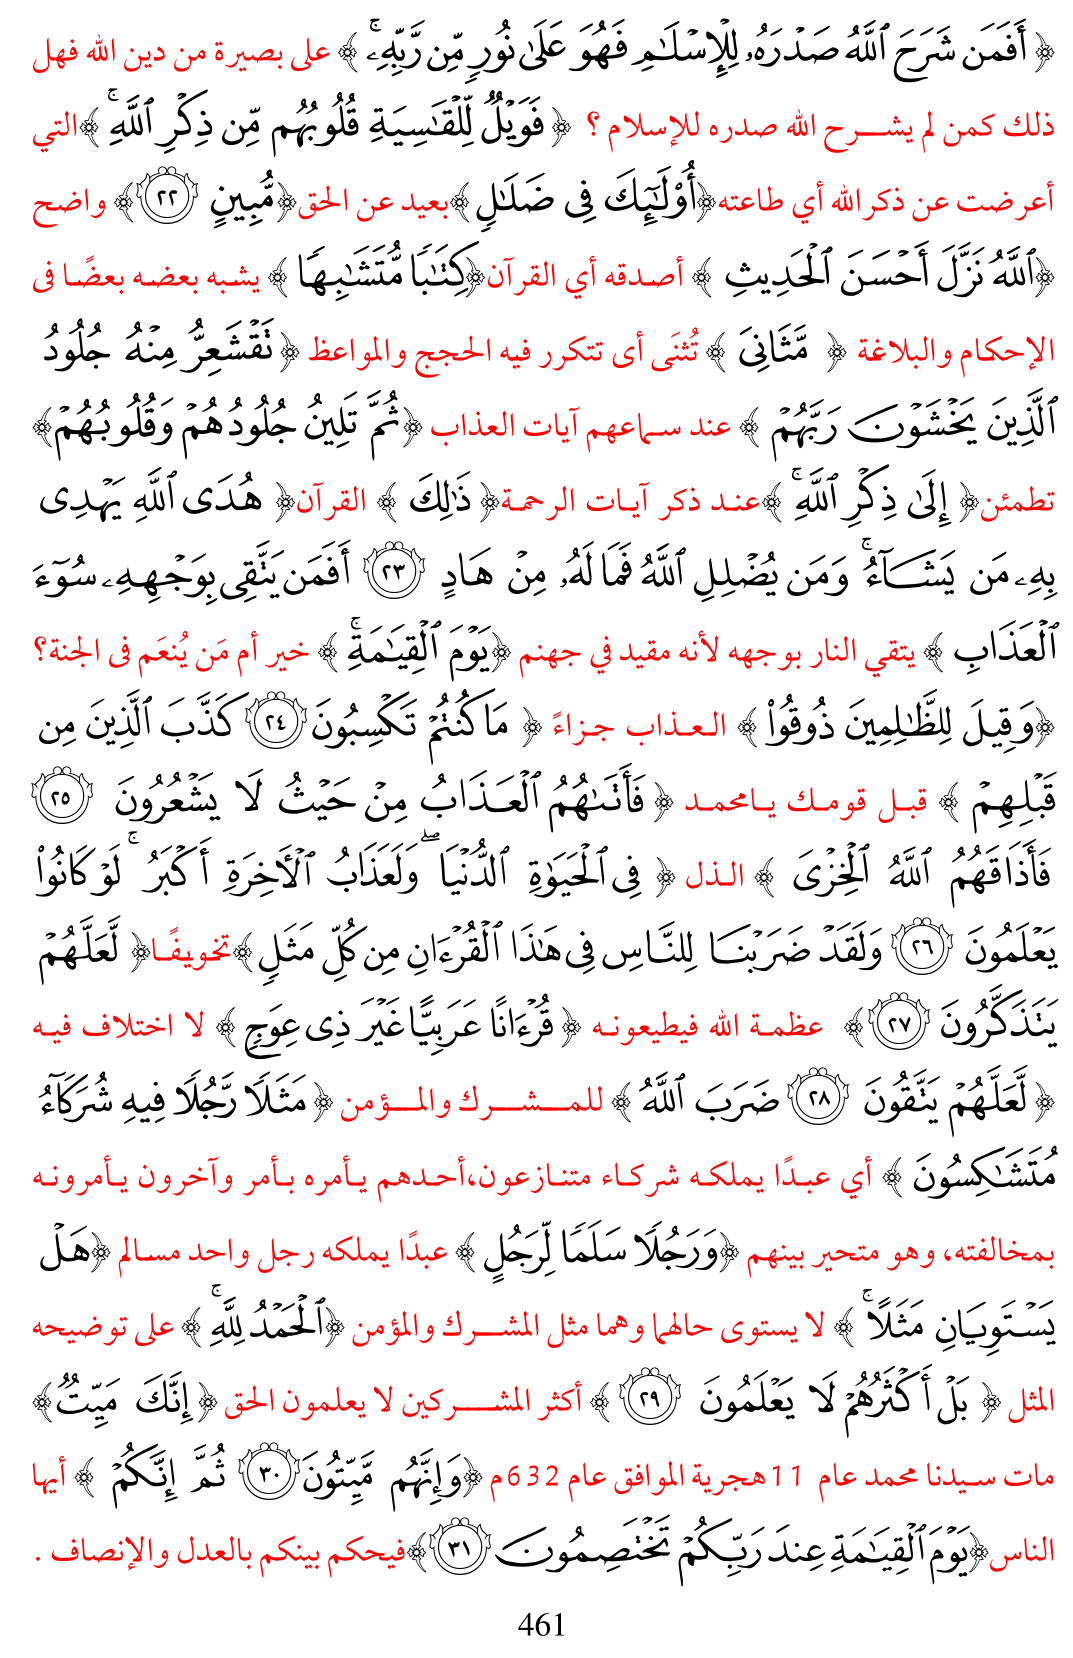 ﴿ أَفَمَن شَرَحَ ٱللَّهُ صَدْرَهُۥ لِلْإِسْلَٰمِ فَهُوَ عَلَىٰ نُورٍ مِّن رَّبِّهِۦ ۚ ﴾ على بصيرة من دين الله فهل
ذلك كمن لم يشرح الله صدره للإسلام ؟ ﴿ فَوَيْلٌ لِّلْقَٰسِيَةِ قُلُوبُهُم مِّن ذِكْرِ ٱللَّهِ ۚ ﴾التي
أعرضت عن ذكرالله أي طاعته﴿أُو۟لَٰٓئِكَ فِى ضَلَٰلٍ﴾بعيد عن الحق﴿مُّبِينٍ ٢٢﴾ واضح
﴿ٱللَّهُ نَزَّلَ أَحْسَنَ ٱلْحَدِيثِ ﴾ أصدقه أي القرآن﴿كِتَٰبًا مُّتَشَٰبِهًا ﴾ يشبه بعضه بعضًا فى
الإحكام والبلاغة ﴿ مَّثَانِىَ ﴾ تُثنَى أى تتكرر فيه الحجج والمواعظ ﴿ تَقْشَعِرُّ مِنْهُ جُلُودُ
ٱلَّذِينَ يَخْشَوْنَ رَبَّهُمْ ﴾ عند سماعهم آيات العذاب ﴿ثُمَّ تَلِينُ جُلُودُهُمْ وَقُلُوبُهُمْ﴾
تطمئن﴿ إِلَىٰ ذِكْرِ ٱللَّهِ ۚ ﴾عند ذكر آيات الرحمة﴿ ذَٰلِكَ ﴾ القرآن﴿ هُدَى ٱللَّهِ يَهْدِى
بِهِۦ مَن يَشَآءُ ۚ وَمَن يُضْلِلِ ٱللَّهُ فَمَا لَهُۥ مِنْ هَادٍ ٢٣ أَفَمَن يَتَّقِى بِوَجْهِهِۦ سُوٓءَ
ٱلْعَذَابِ ﴾ يتقي النار بوجهه لأنه مقيد في جهنم ﴿يَوْمَ ٱلْقِيَٰمَةِ ۚ ﴾ خير أم مَن يُنعَم فى الجنة؟
﴿وَقِيلَ لِلظَّٰلِمِينَ ذُوقُوا۟ ﴾ العذاب جزاءً ﴿ مَا كُنتُمْ تَكْسِبُونَ ٢٤ كَذَّبَ ٱلَّذِينَ مِن
قَبْلِهِمْ ﴾ قبل قومك يامحمد ﴿ فَأَتَىٰهُمُ ٱلْعَذَابُ مِنْ حَيْثُ لَا يَشْعُرُونَ ٢٥
فَأَذَاقَهُمُ ٱللَّهُ ٱلْخِزْىَ ﴾ الذل ﴿ فِى ٱلْحَيَوٰةِ ٱلدُّنْيَا ۖ وَلَعَذَابُ ٱلْءَاخِرَةِ أَكْبَرُ ۚ لَوْ كَانُوا۟
يَعْلَمُونَ ٢٦ وَلَقَدْ ضَرَبْنَا لِلنَّاسِ فِى هَٰذَا ٱلْقُرْءَانِ مِن كُلِّ مَثَلٍ﴾تخويفًا﴿ لَّعَلَّهُمْ
يَتَذَكَّرُونَ ٢٧﴾ عظمة الله فيطيعونه ﴿ قُرْءَانًا عَرَبِيًّا غَيْرَ ذِى عِوَجٍ ﴾ لا اختلاف فيه
﴿ لَّعَلَّهُمْ يَتَّقُونَ ٢٨ ضَرَبَ ٱللَّهُ ﴾ للمشرك والمؤمن ﴿ مَثَلًا رَّجُلًا فِيهِ شُرَكَآءُ
مُتَشَٰكِسُونَ ﴾ أي عبدًا يملكه شركاء متنازعون،أحدهم يأمره بأمر وآخرون يأمرونه
بمخالفته، وهو متحير بينهم ﴿وَرَجُلًا سَلَمًا لِّرَجُلٍ ﴾ عبدًا يملكه رجل واحد مسالم ﴿هَلْ
يَسْتَوِيَانِ مَثَلًا ۚ ﴾ لا يستوى حالهما وهما مثل المشرك والمؤمن ﴿ٱلْحَمْدُ لِلَّهِ ۚ ﴾ على توضيحه
المثل ﴿ بَلْ أَكْثَرُهُمْ لَا يَعْلَمُونَ ٢٩ ﴾ أكثر المشركين لا يعلمون الحق ﴿ إِنَّكَ مَيِّتٌ﴾
مات سيدنا محمد عام 11هجرية الموافق عام 632م ﴿وَإِنَّهُم مَّيِّتُونَ ٣٠ ثُمَّ إِنَّكُمْ ﴾ أيها
الناس﴿يَوْمَ ٱلْقِيَٰمَةِ عِندَ رَبِّكُمْ تَخْتَصِمُونَ ٣١﴾فيحكم بينكم بالعدل والإنصاف .
461